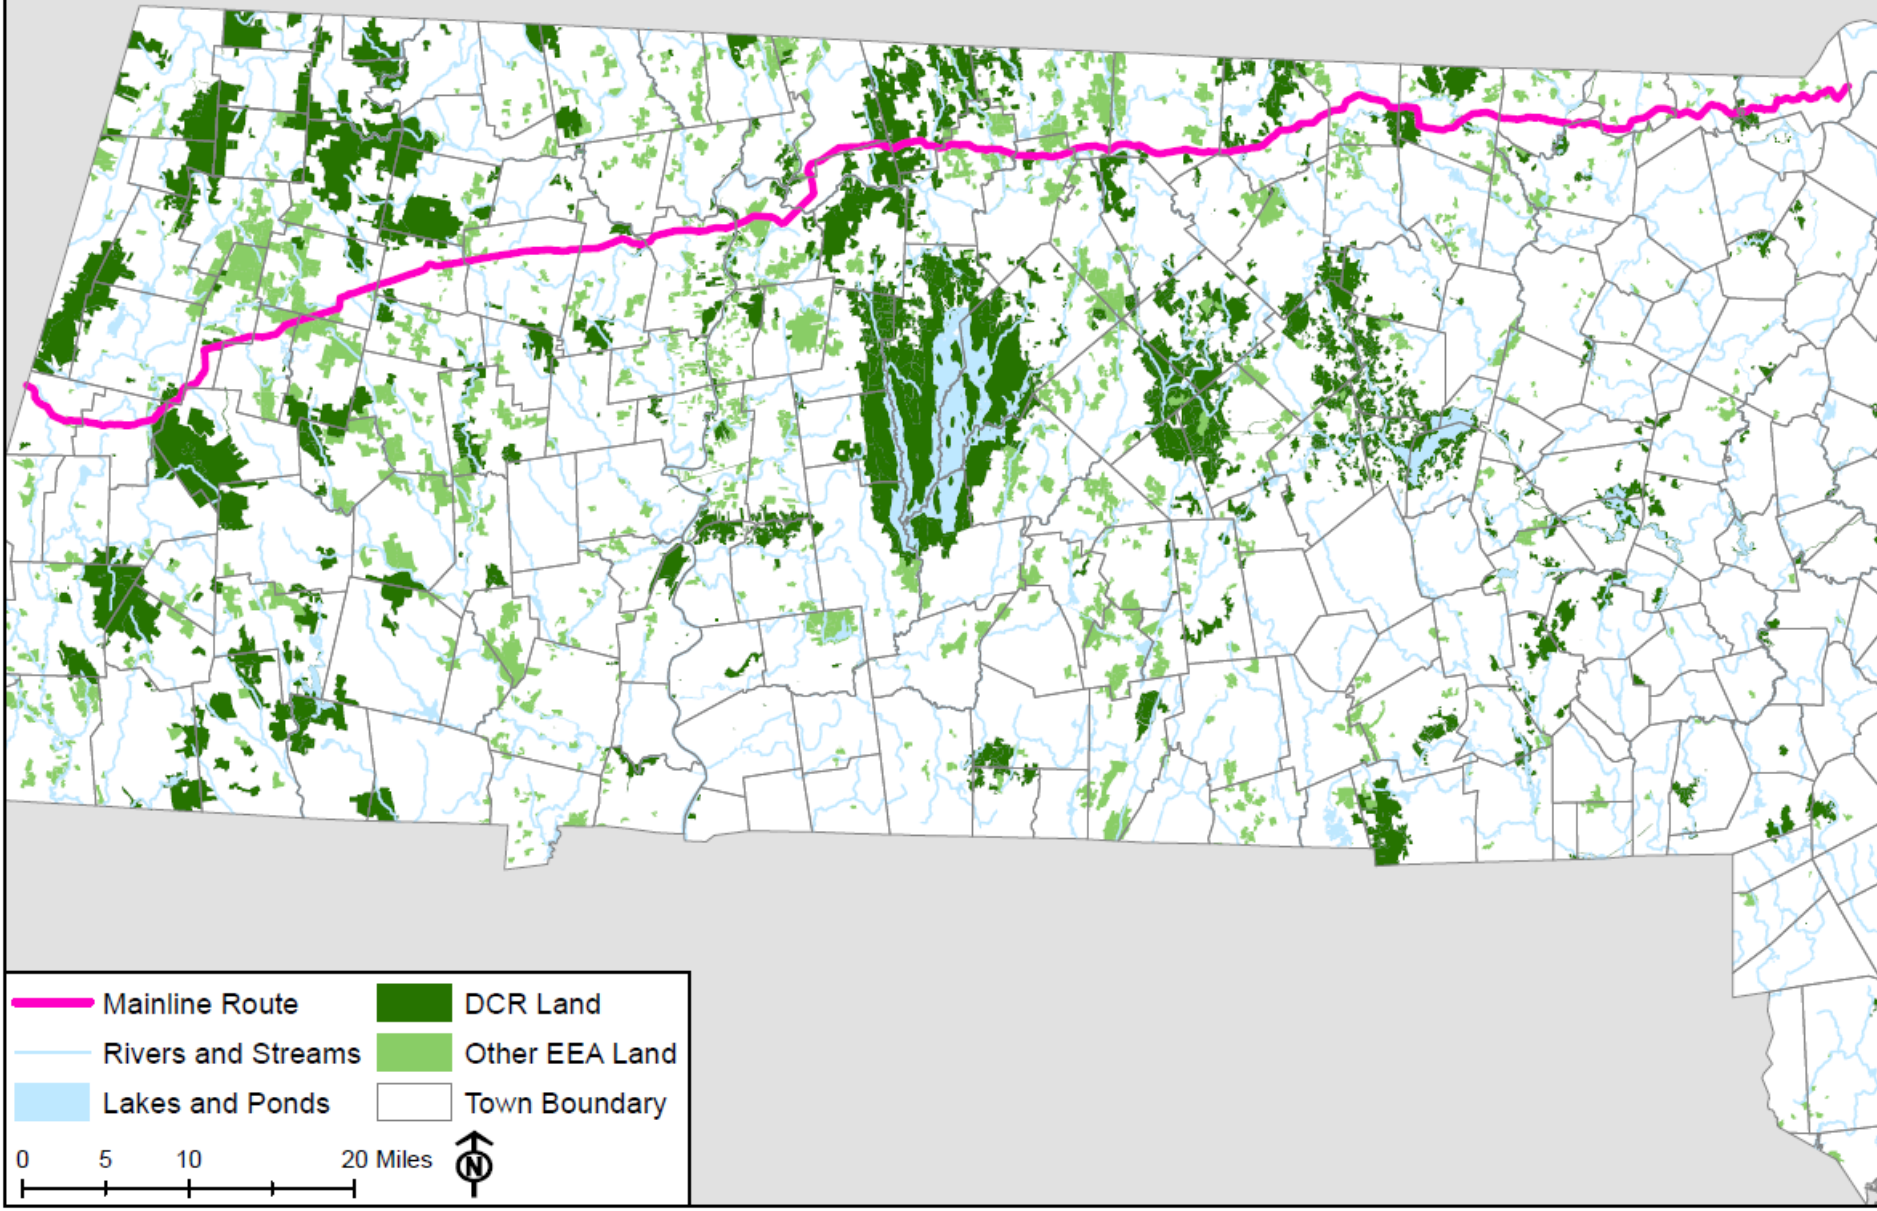 Mainline Route
DCR Land
Rivers and Streams
Other EEA Land
Lakes and Ponds
Town Boundary
0 5 10 20 Miles
N